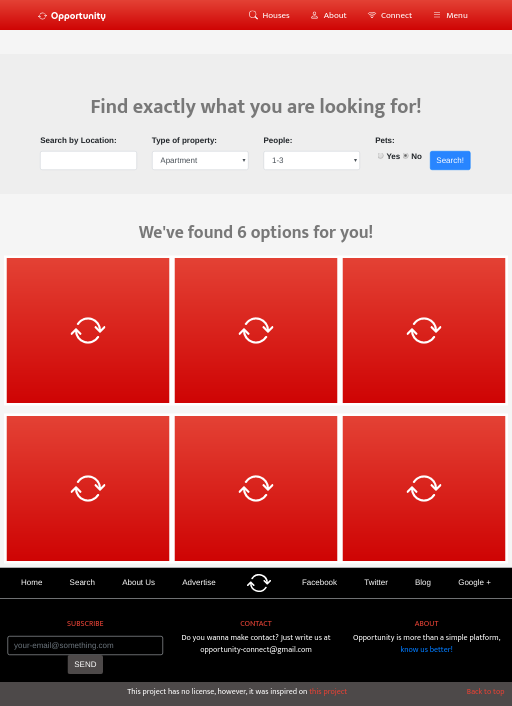 Opportunity Houses About Connect Menu
Find exactly what you are looking for!
Search by Location: Type of property: People: Pets:
Apartment 1-3 Yes No Search!
We've found 6 options for you!
Home Search About Us Advertise Facebook Twitter Blog Google +
SUBSCRIBE CONTACT ABOUT
your-email@something.com Do you wanna make contact? Just write us at Opportunity is more than a simple platform,
opportunity-connect@gmail.com know us better!
SEND
This project has no license, however, it was inspired on this project Back to top